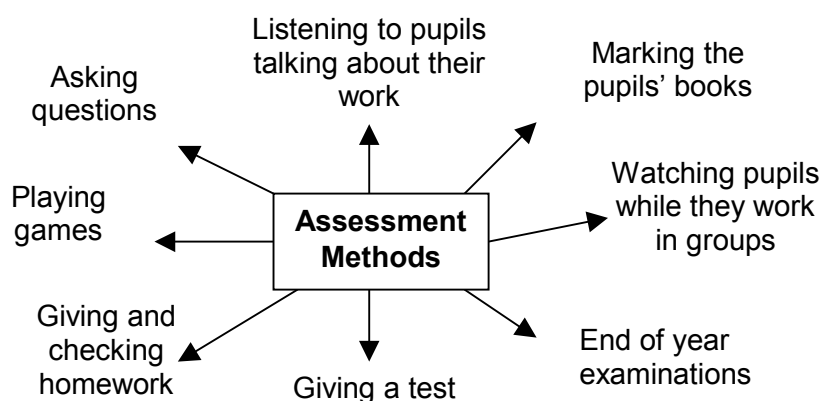 Listening to pupils
talking about their
work
Marking the
pupils’ books
Asking
questions
Watching pupils
while they work
in groups
Playing
games
Assessment
Methods
Giving and
checking
homework
End of year
examinations
Giving a test